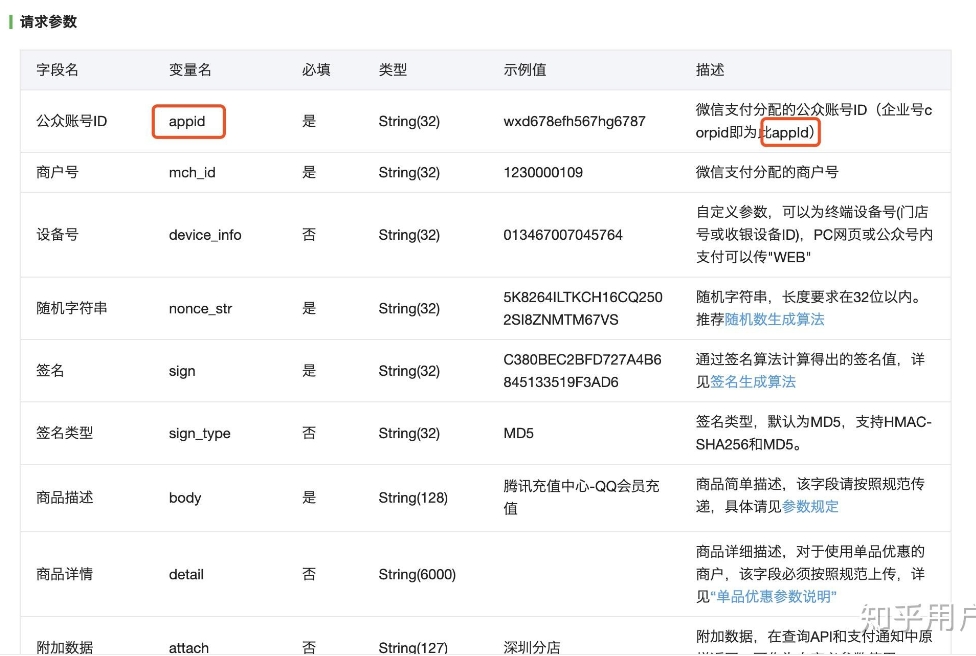 请求参数
字段名 变量名 必填 类型 示例值 描述
公众账号ID appid 是 String(32) wxd678efh567hg6787 微信支付分配的公众账号ID（企业号c
orpid即为此appId）
商户号 mch_id 是 String(32) 1230000109 微信支付分配的商户号
设备号 device_info 否 String(32) 013467007045764 自定义参数，可以为终端设备号(门店
号或收银设备ID)，PC网页或公众号内
支付可以传"WEB"
随机字符串 nonce_str 是 String(32) 5K8264ILTKCH16CQ250
2SI8ZNMTM67VS 随机字符串，长度要求在32位以内。
推荐随机数生成算法
签名 sign 是 String(32) C380BEC2BFD727A4B6
845133519F3AD6 通过签名算法计算得出的签名值，详
见签名生成算法
签名类型 sign_type 否 String(32) MD5 签名类型，默认为MD5，支持HMAC-
SHA256和MD5。
商品描述 body 是 String(128) 腾讯充值中心-QQ会员充
值 商品简单描述，该字段请按照规范传
递，具体请见参数规定
商品详情 detail 否 String(6000) 商品详细描述，对于使用单品优惠的
商户，该字段必须按照规范上传，详
见“单品优惠参数说明”
附加数据 attach 否 String(127) 深圳分店 附加数据，在查询API和支付通知中原
知乎用户